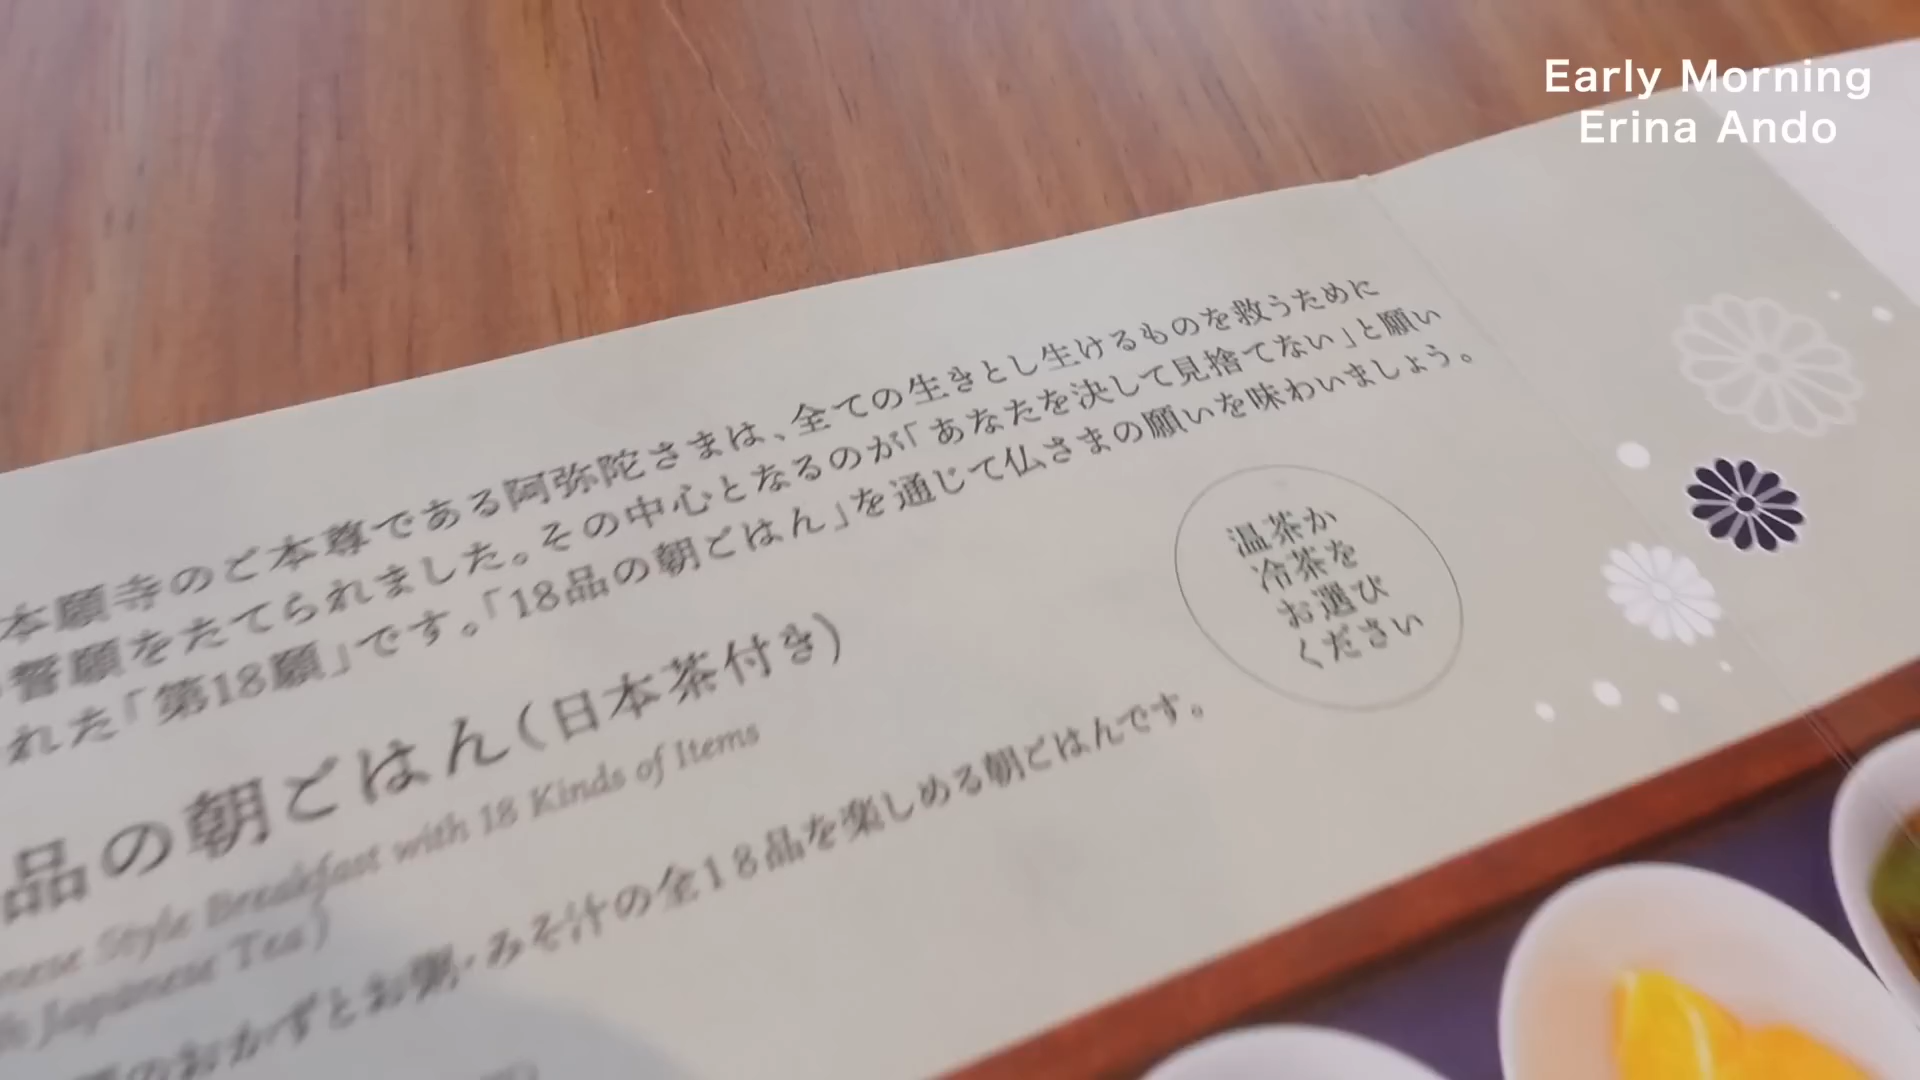 Early Morning
Erina Ando
本願寺のご本尊である阿弥陀さまは、全ての生きとし生けるものを救うために
誓願をたてられました。その中心となるのが「あなたを決して見捨てない」と願い
れた「第18願」です。「18品の朝ごはん」を通じて仏さまの願いを味わいましょう。
品の朝ごはん(日本茶付き)
Style Breakfast with 18 Kinds of Items
Japanese Tea)
のおかずとお粥・みそ汁の全18品を楽しめる朝ごはんです。
温茶か
冷茶を
お選び
ください